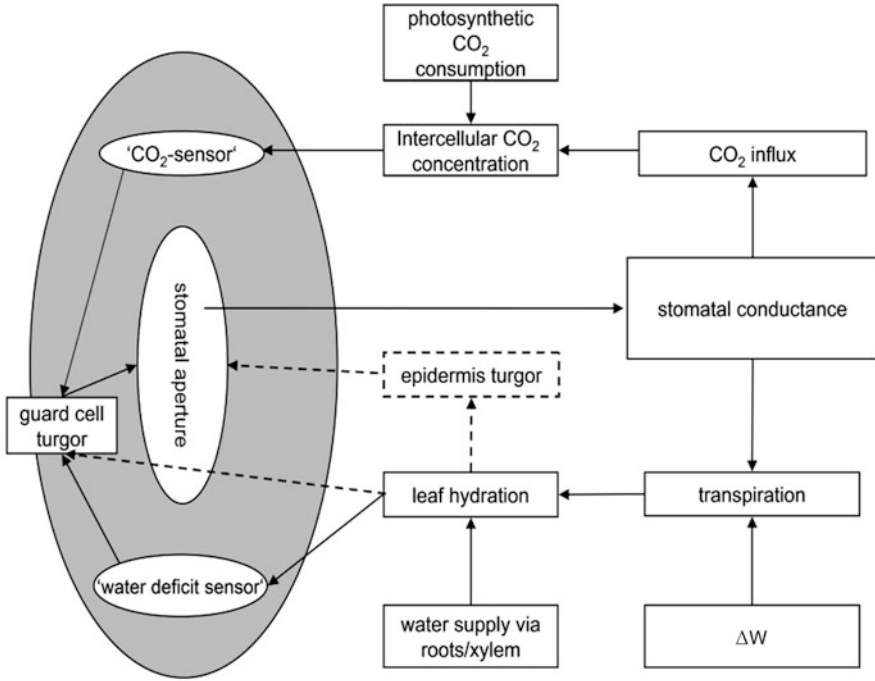 photosynthetic
CO₂
consumption
'CO₂-sensor'
Intercellular CO₂
concentration
CO₂ influx
stomatal aperture
stomatal conductance
epidermis turgor
guard cell
turgor
leaf hydration
transpiration
'water deficit sensor'
water supply via
roots/xylem
ΔW